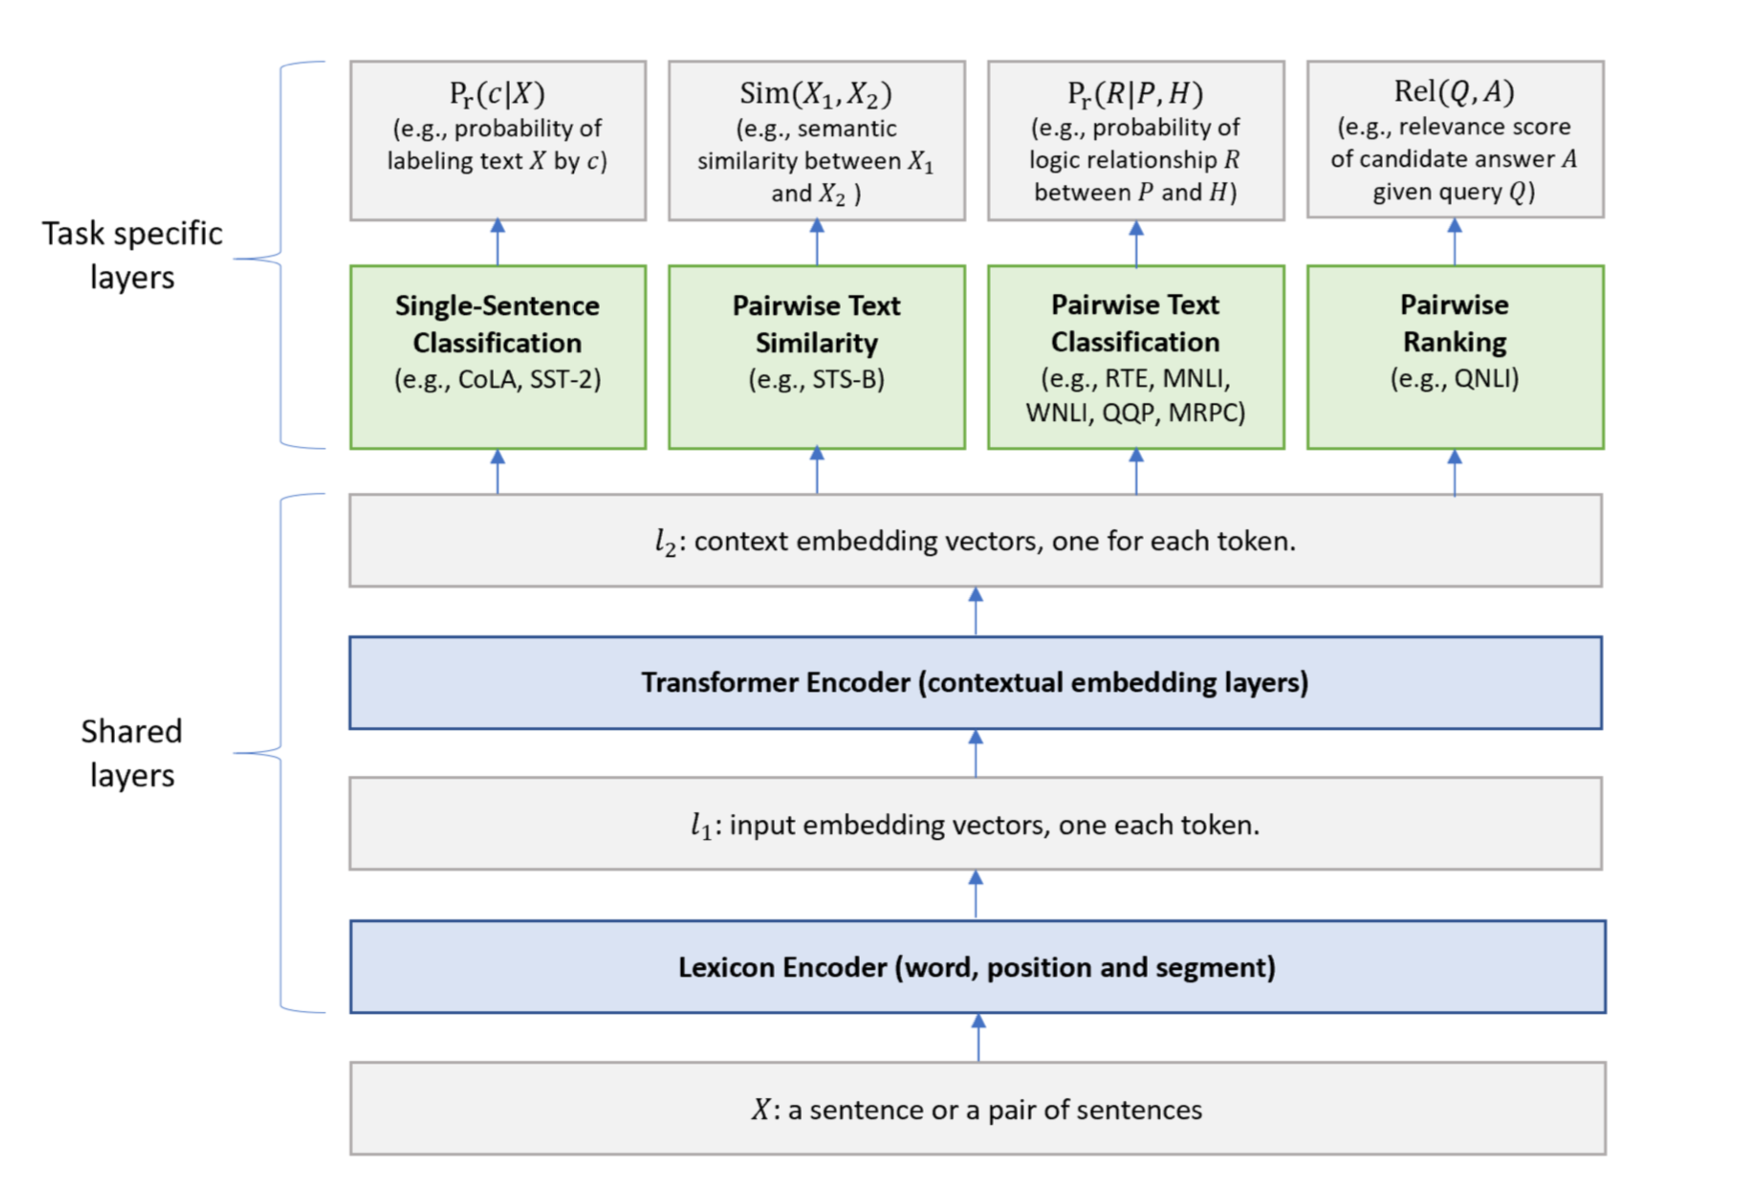 Task specific
layers
P_r(c|X)
(e.g., probability of
labeling text X by c)
Sim(X_1, X_2)
(e.g., semantic
similarity between X_1
and X_2 )
P_r(R|P, H)
(e.g., probability of
logic relationship R
between P and H)
Rel(Q, A)
(e.g., relevance score
of candidate answer A
given query Q)
Single-Sentence
Classification
(e.g., CoLA, SST-2)
Pairwise Text
Similarity
(e.g., STS-B)
Pairwise Text
Classification
(e.g., RTE, MNLI,
WNLI, QQP, MRPC)
Pairwise
Ranking
(e.g., QNLI)
Shared
layers
l_2: context embedding vectors, one for each token.
Transformer Encoder (contextual embedding layers)
l_1: input embedding vectors, one each token.
Lexicon Encoder (word, position and segment)
X: a sentence or a pair of sentences